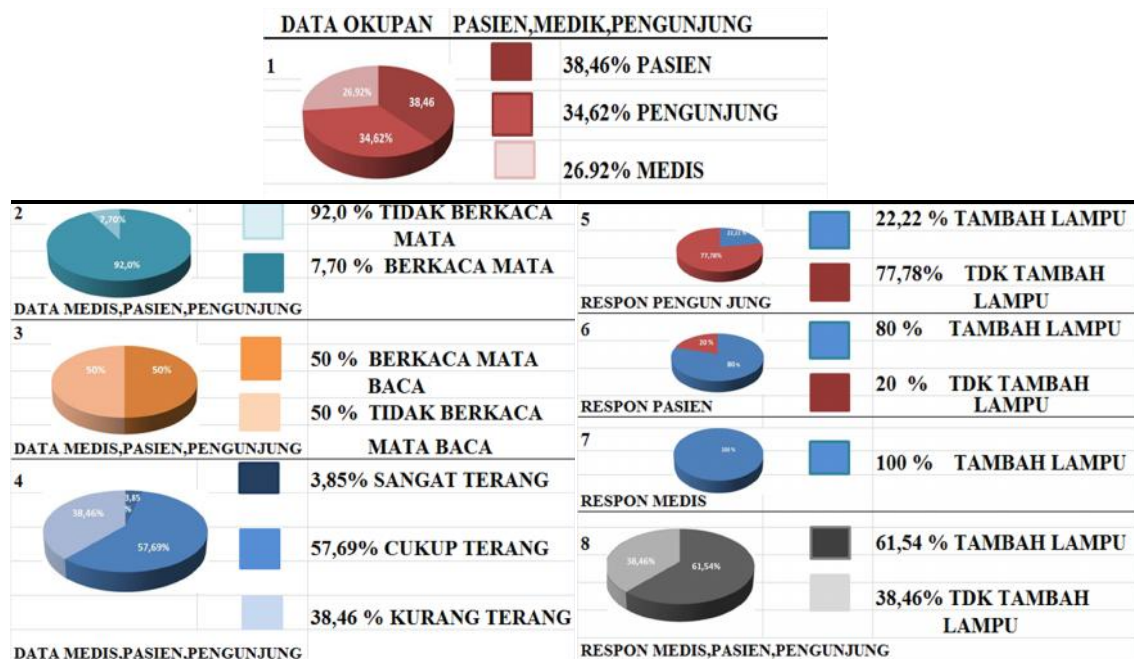 DATA OKUPAN PASIEN,MEDIK,PENGUNJUNG
1
26,92%
38,46
34,62%
38,46% PASIEN
34,62% PENGUNJUNG
26.92% MEDIS
2
7,70%
92,0%
92,0 % TIDAK BERKACA
MATA
7,70 % BERKACA MATA
DATA MEDIS,PASIEN,PENGUNJUNG
3
50%
50%
50 % BERKACA MATA
BACA
50 % TIDAK BERKACA
MATA BACA
DATA MEDIS,PASIEN,PENGUNJUNG
4
3,85
%
38,46%
57,69%
3,85% SANGAT TERANG
57,69% CUKUP TERANG
38,46 % KURANG TERANG
DATA MEDIS,PASIEN,PENGUNJUNG
5
22,22 %
77,78%
22,22 % TAMBAH LAMPU
77,78% TDK TAMBAH
LAMPU
RESPON PENGUN JUNG
6
20 %
80 %
80 % TAMBAH LAMPU
20 % TDK TAMBAH
LAMPU
RESPON PASIEN
7
100 %
100 % TAMBAH LAMPU
RESPON MEDIS
8
38,46%
61,54%
61,54 % TAMBAH LAMPU
38,46% TDK TAMBAH
LAMPU
RESPON MEDIS,PASIEN,PENGUNJUNG